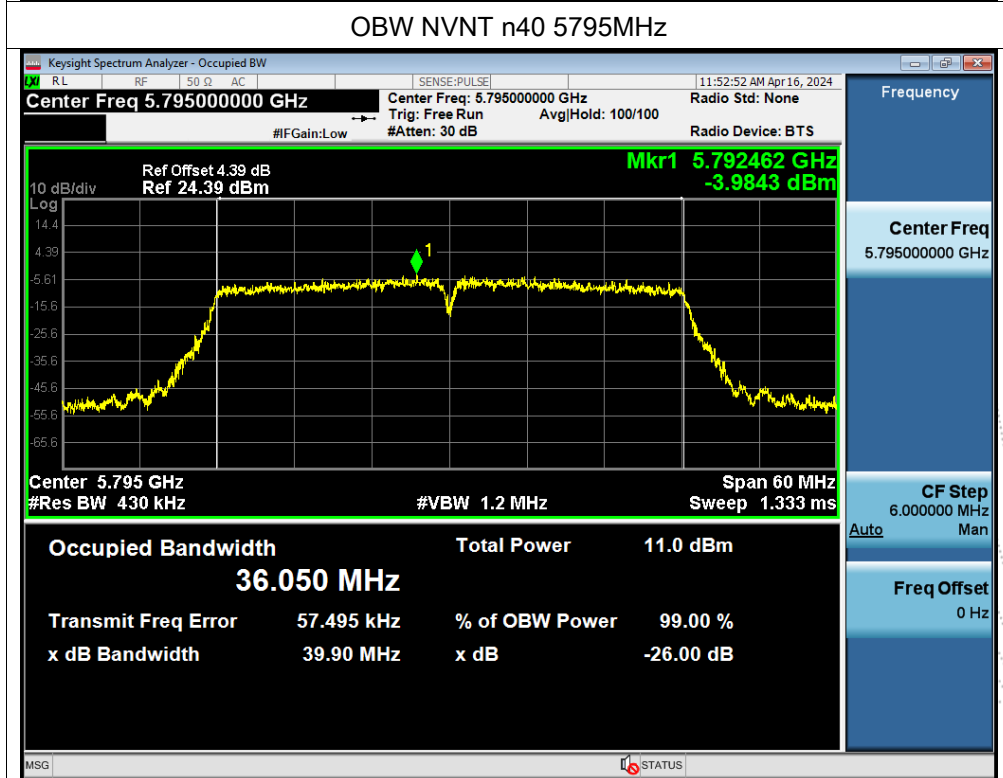 OBW NVNT n40 5795MHz
Keysight Spectrum Analyzer - Occupied BW
LXI RL RF 50 Ω AC SENSE:PULSE 11:52:52 AM Apr 16, 2024
Center Freq 5.795000000 GHz
Center Freq: 5.795000000 GHz
Radio Std: None
Trig: Free Run Avg|Hold: 100/100
#IFGain:Low #Atten: 30 dB Radio Device: BTS
Mkr1 5.792462 GHz
-3.9843 dBm
Ref Offset 4.39 dB
10 dB/div Ref 24.39 dBm
Log
14.4
4.39
-5.61
-15.6
-25.6
-35.6
-45.6
-55.6
-65.6
1
Center 5.795 GHz Span 60 MHz
#Res BW 430 kHz #VBW 1.2 MHz Sweep 1.333 ms
Occupied Bandwidth Total Power 11.0 dBm
36.050 MHz
Transmit Freq Error 57.495 kHz % of OBW Power 99.00 %
x dB Bandwidth 39.90 MHz x dB -26.00 dB
MSG STATUS
Frequency
Center Freq
5.795000000 GHz
CF Step
6.000000 MHz
Auto Man
Freq Offset
0 Hz